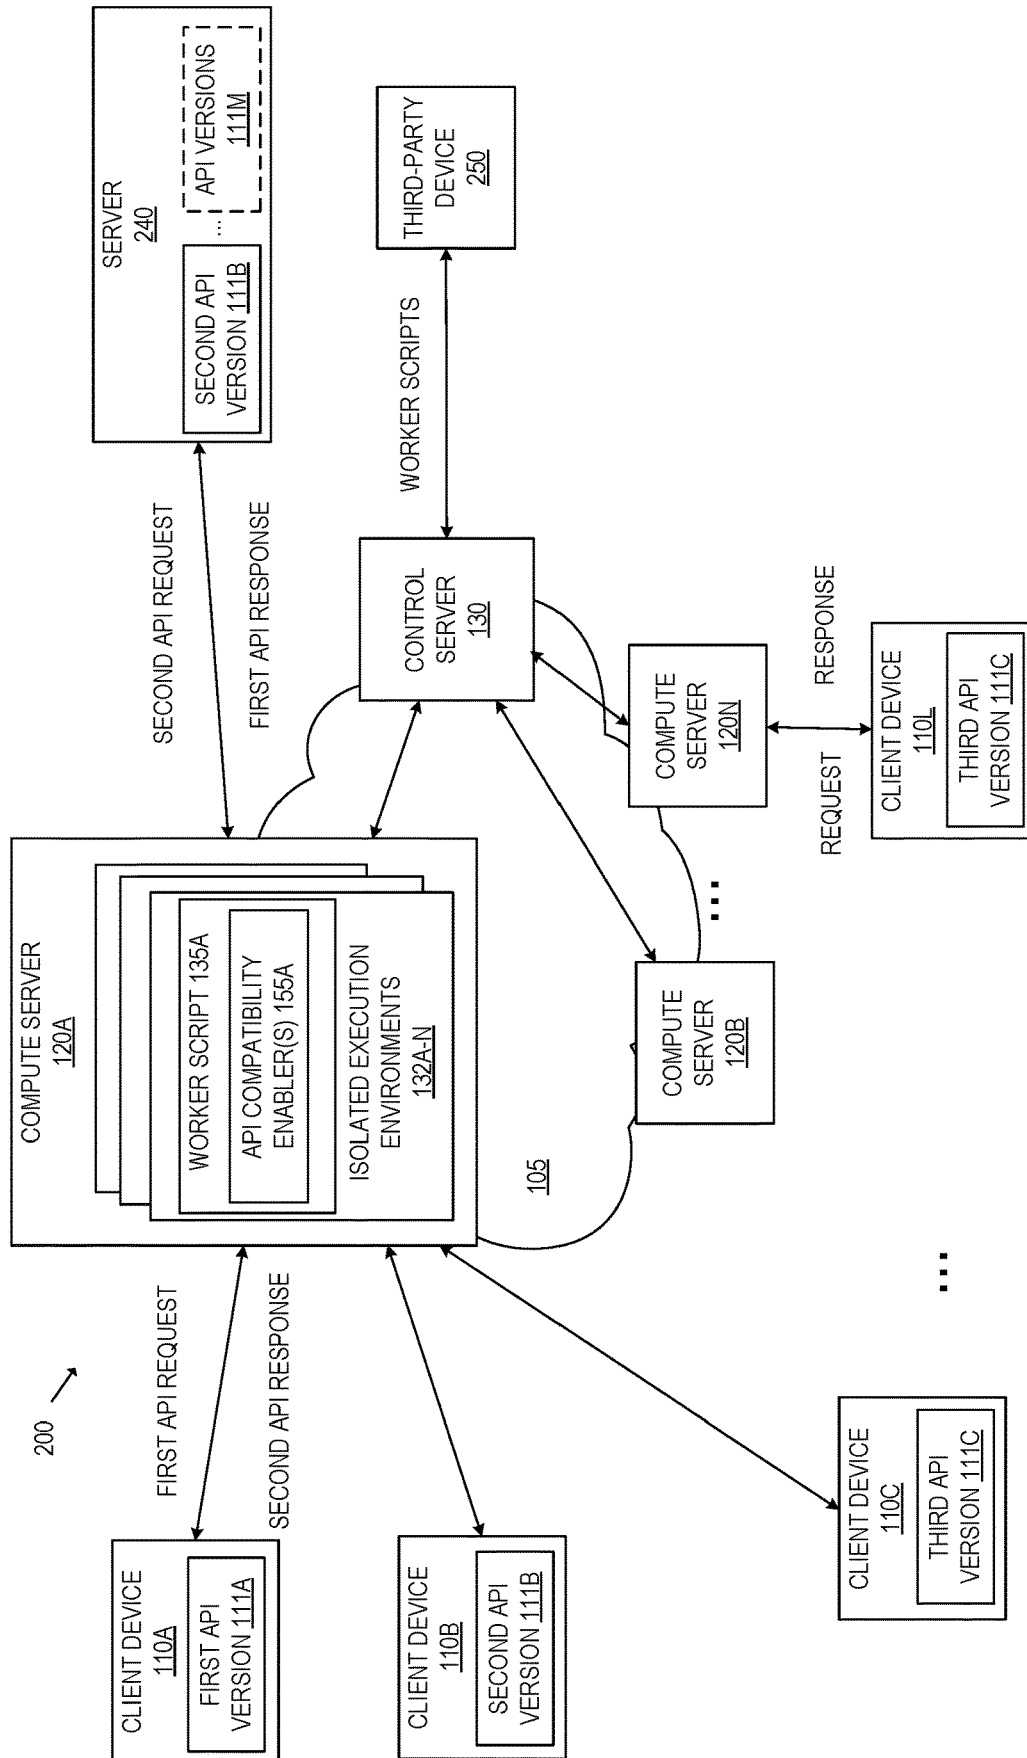 200
CLIENT DEVICE
110A
FIRST API
VERSION 111A
FIRST API REQUEST
SECOND API RESPONSE
CLIENT DEVICE
110B
SECOND API
VERSION 111B
CLIENT DEVICE
110C
THIRD API
VERSION 111C
...
COMPUTE SERVER
120A
WORKER SCRIPT 135A
API COMPATIBILITY
ENABLER(S) 155A
ISOLATED EXECUTION
ENVIRONMENTS
132A-N
105
COMPUTE
SERVER
120B
...
COMPUTE
SERVER
120N
REQUEST
RESPONSE
CLIENT DEVICE
110L
THIRD API
VERSION 111C
CONTROL
SERVER
130
WORKER SCRIPTS
THIRD-PARTY
DEVICE
250
SECOND API REQUEST
FIRST API RESPONSE
SERVER
240
SECOND API
VERSION 111B
...
API VERSIONS
111M